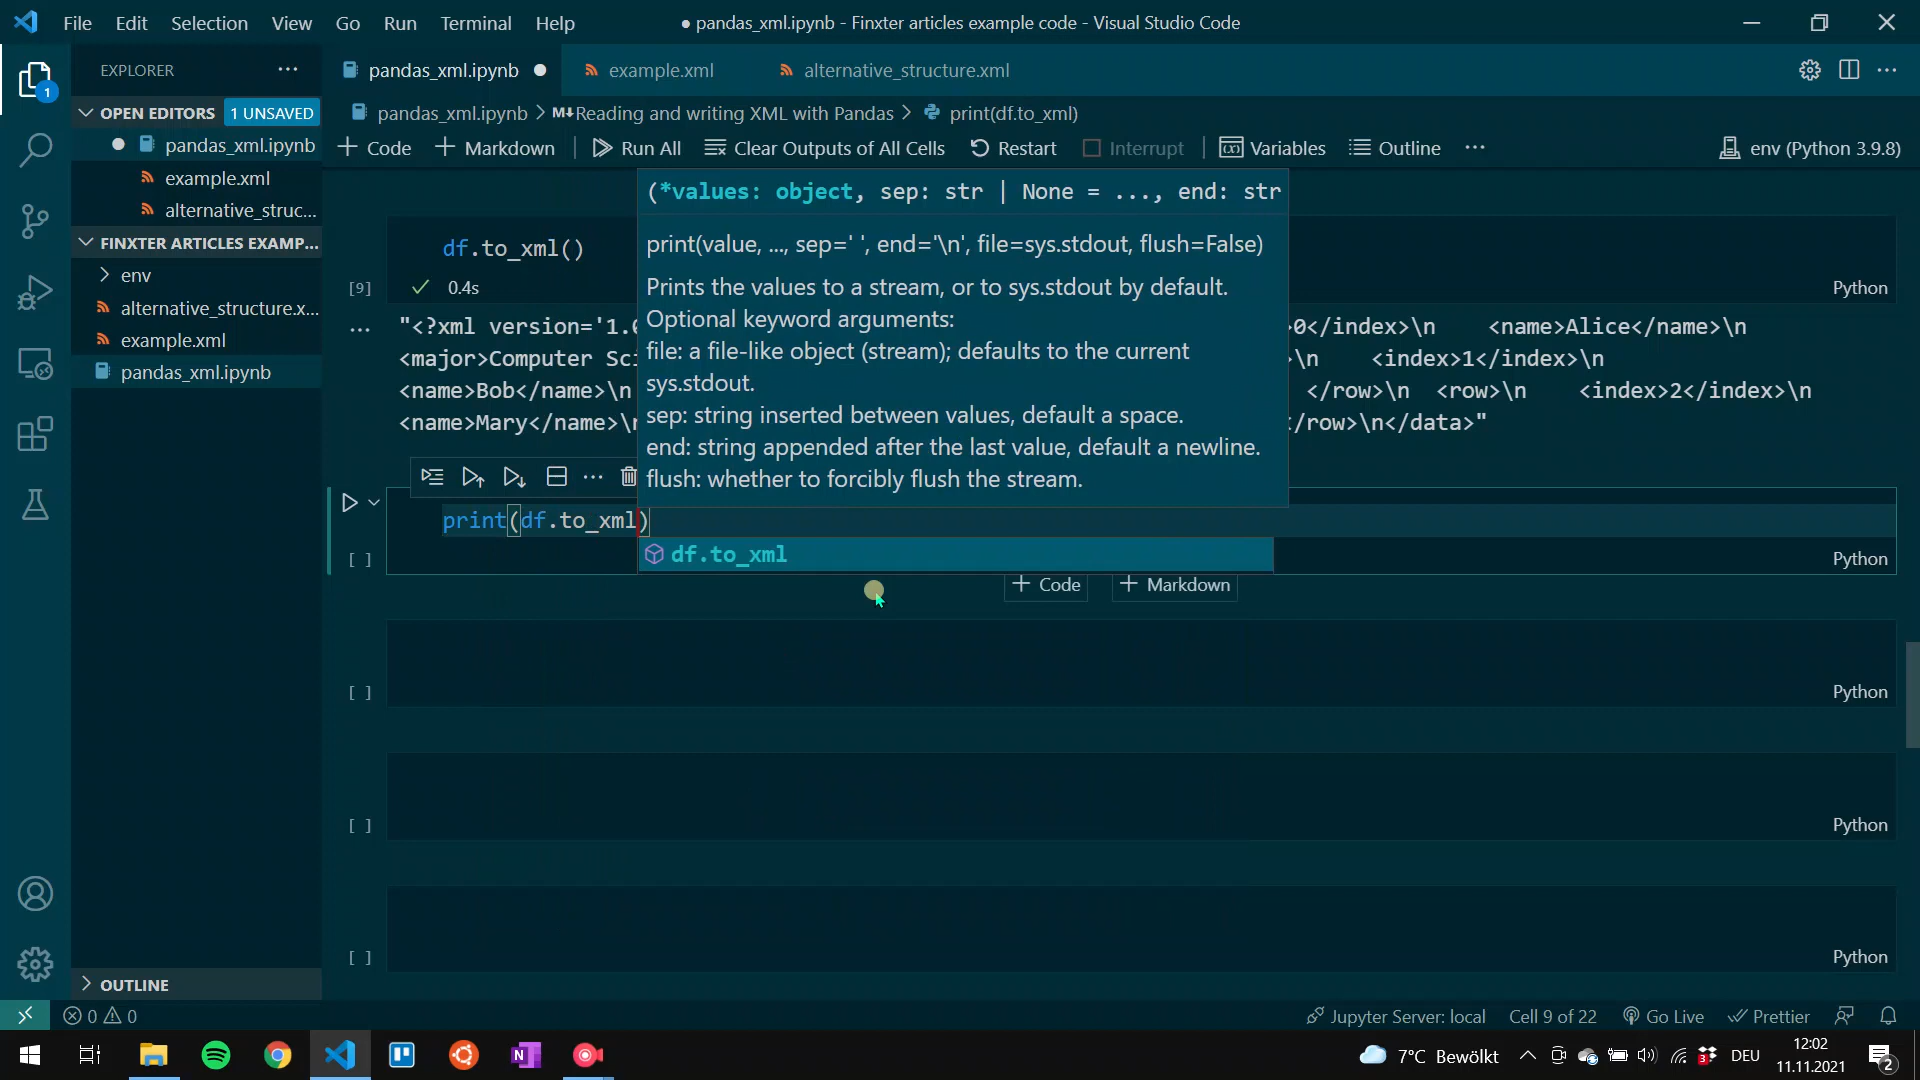 File Edit Selection View Go Run Terminal Help
● pandas_xml.ipynb - Finxter articles example code - Visual Studio Code
1
EXPLORER
OPEN EDITORS 1 UNSAVED
pandas_xml.ipynb
example.xml
alternative_struc...
FINXTER ARTICLES EXAMP...
env
alternative_structure.x...
example.xml
pandas_xml.ipynb
OUTLINE
pandas_xml.ipynb
example.xml
alternative_structure.xml
pandas_xml.ipynb > M↓Reading and writing XML with Pandas > print(df.to_xml)
+ Code + Markdown Run All Clear Outputs of All Cells Restart Interrupt Variables Outline ... env (Python 3.9.8)
(*values: object, sep: str | None = ..., end: str
print(value, ..., sep=' ', end='\n', file=sys.stdout, flush=False)
Prints the values to a stream, or to sys.stdout by default.
Optional keyword arguments:
file: a file-like object (stream); defaults to the current
sys.stdout.
sep: string inserted between values, default a space.
end: string appended after the last value, default a newline.
flush: whether to forcibly flush the stream.
df.to_xml()
[9] 0.4s Python
"<?xml version='1.0 0</index>\n    <name>Alice</name>\n
<major>Computer Sci \n    <index>1</index>\n
<name>Bob</name>\n </row>\n  <row>\n    <index>2</index>\n
<name>Mary</name>\n /row>\n</data>"
print(df.to_xml)
[ ] Python
df.to_xml
+ Code + Markdown
[ ] Python
[ ] Python
[ ] Python
0 0
Jupyter Server: local Cell 9 of 22 Go Live Prettier
7°C Bewölkt
DEU
12:02
11.11.2021
2